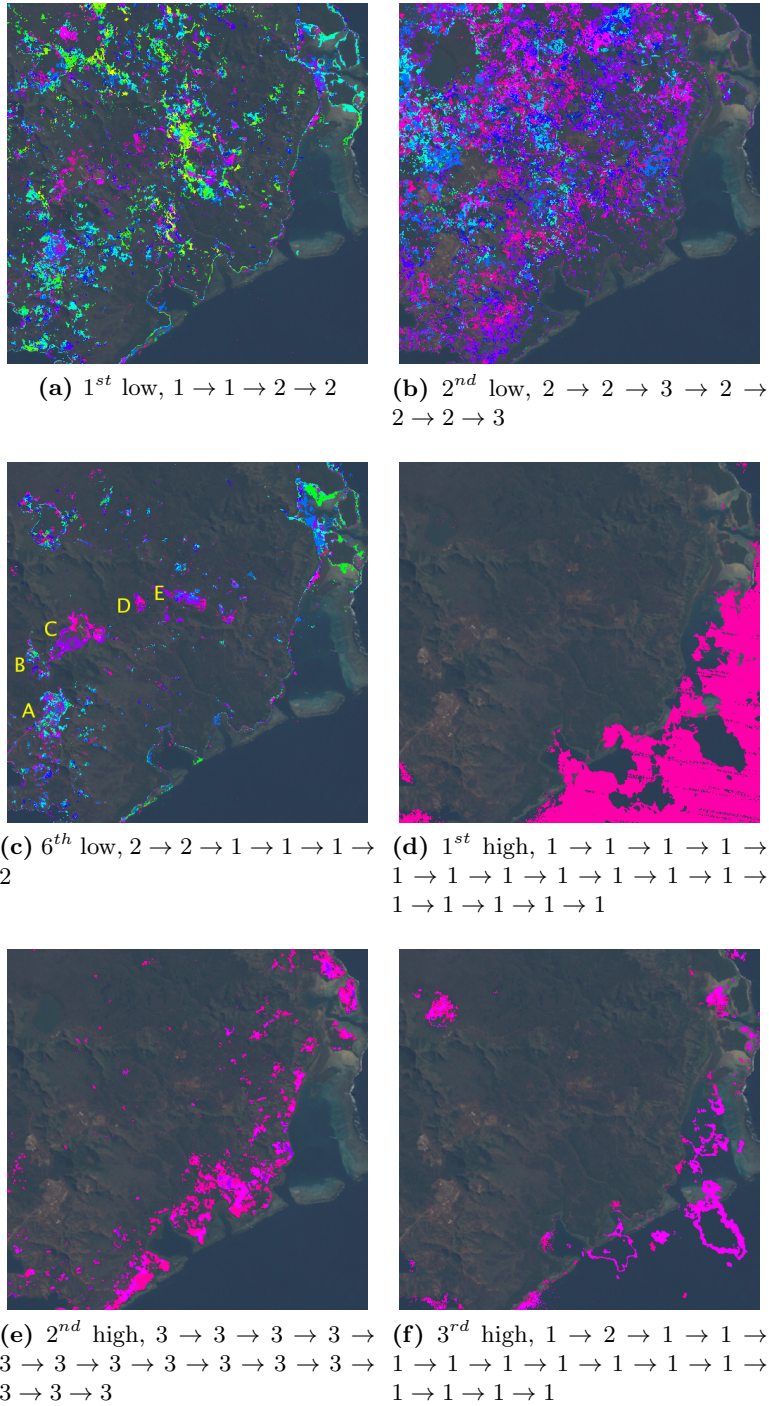 (a) 1st low, 1 → 1 → 2 → 2
(b) 2nd low, 2 → 2 → 3 → 2 →
2 → 2 → 3
D E
C
B
A
(c) 6th low, 2 → 2 → 1 → 1 → 1 →
2
(d) 1st high, 1 → 1 → 1 → 1 →
1 → 1 → 1 → 1 → 1 → 1 → 1 →
1 → 1 → 1 → 1 → 1
(e) 2nd high, 3 → 3 → 3 → 3 →
3 → 3 → 3 → 3 → 3 → 3 → 3 →
3 → 3 → 3
(f) 3rd high, 1 → 2 → 1 → 1 →
1 → 1 → 1 → 1 → 1 → 1 → 1 →
1 → 1 → 1 → 1